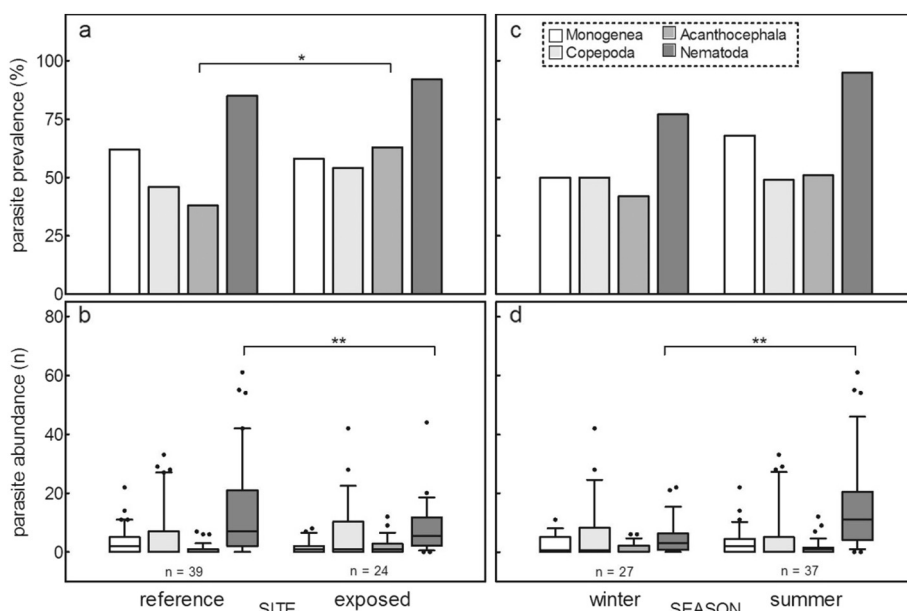 a
c
Monogenea
Acanthocephala
Copepoda
Nematoda
100
*
75
50
25
0
parasite prevalence (%)
b
d
80
**
**
60
40
20
0
parasite abundance (n)
n = 39
n = 24
n = 27
n = 37
reference
SITE
exposed
winter
SEASON
summer